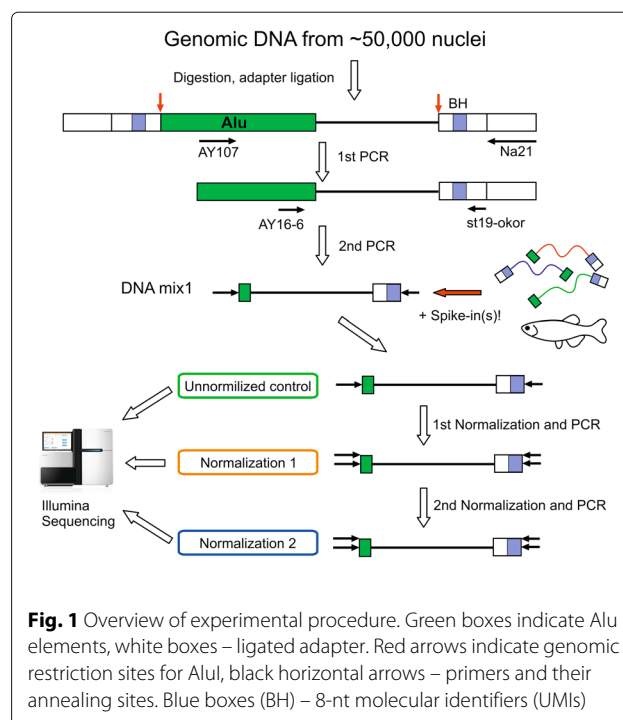 Genomic DNA from ~50,000 nuclei
Digestion, adapter ligation
BH
Alu
AY107
Na21
1st PCR
AY16-6
st19-okor
2nd PCR
DNA mix1
+ Spike-in(s)!
Unnormilized control
1st Normalization and PCR
Normalization 1
Illumina
Sequencing
2nd Normalization and PCR
Normalization 2
Fig. 1 Overview of experimental procedure. Green boxes indicate Alu
elements, white boxes – ligated adapter. Red arrows indicate genomic
restriction sites for AluI, black horizontal arrows – primers and their
annealing sites. Blue boxes (BH) – 8-nt molecular identifiers (UMIs)